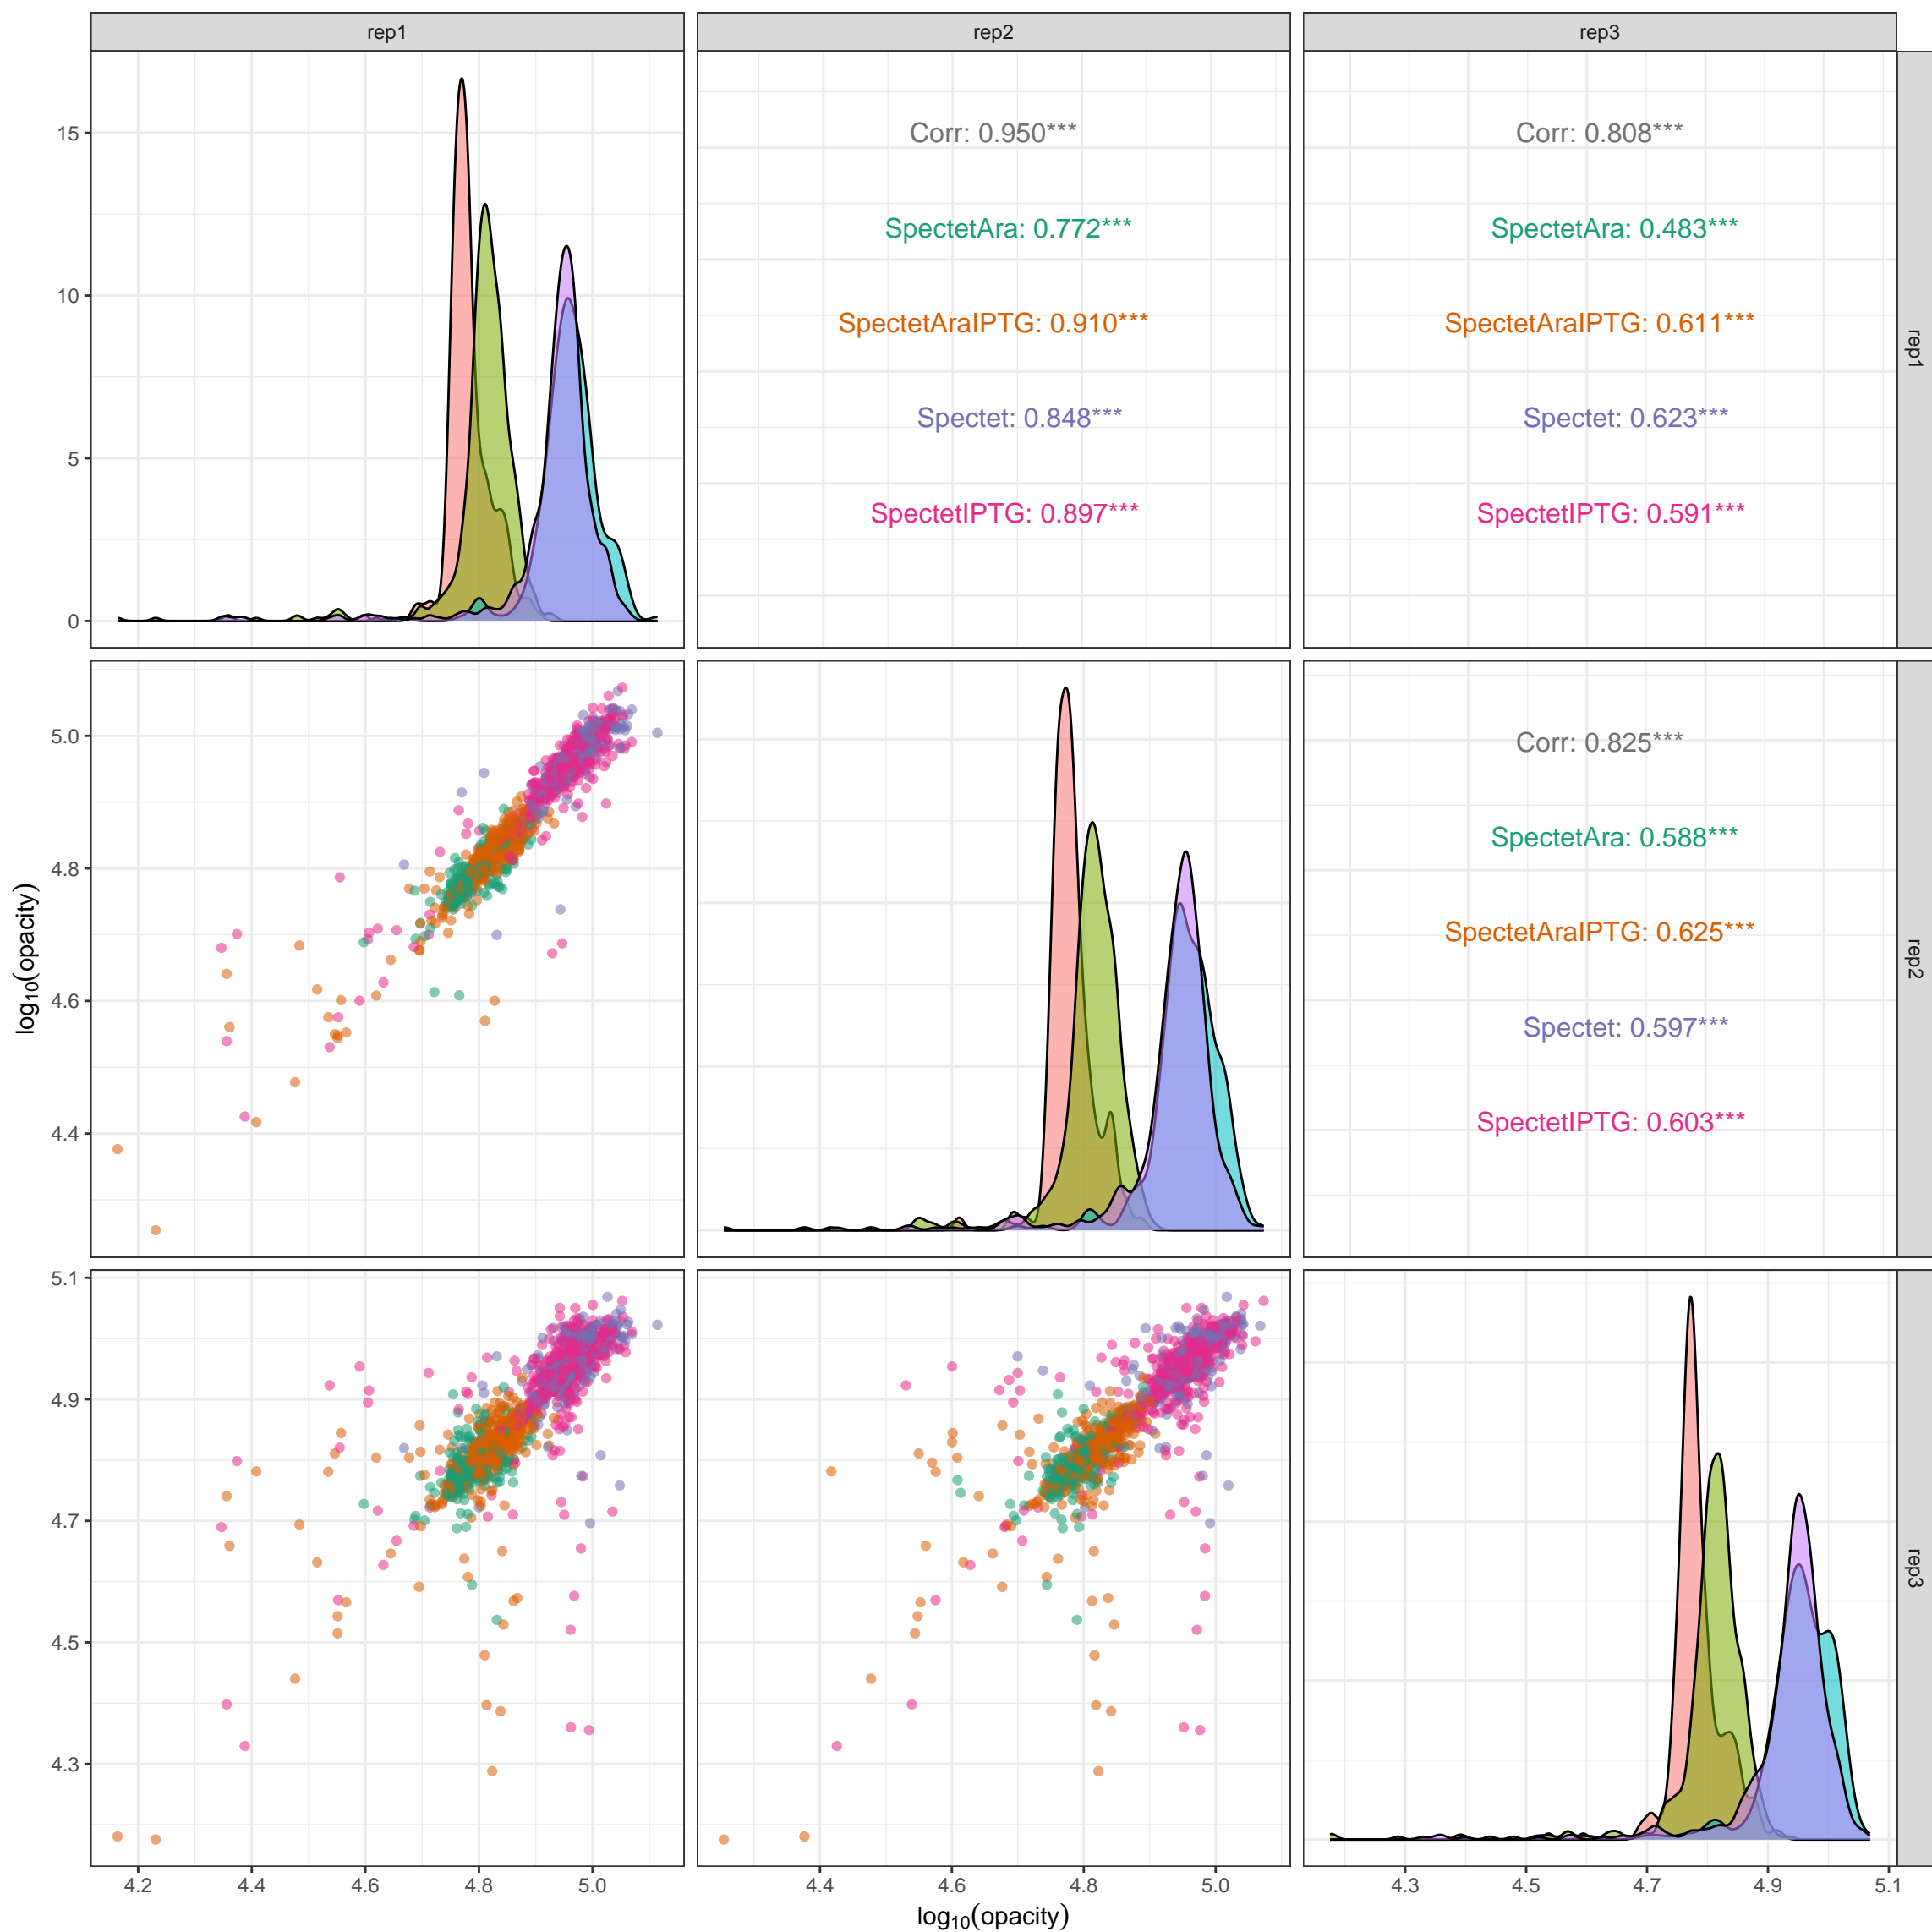 rep1
rep2
rep3
15
10
5
0
Corr: 0.950***
SpectetAra: 0.772***
SpectetAraIPTG: 0.910***
Spectet: 0.848***
SpectetIPTG: 0.897***
Corr: 0.808***
SpectetAra: 0.483***
SpectetAraIPTG: 0.611***
Spectet: 0.623***
SpectetIPTG: 0.591***
rep1
5.0
4.8
4.6
4.4
Corr: 0.825***
SpectetAra: 0.588***
SpectetAraIPTG: 0.625***
Spectet: 0.597***
SpectetIPTG: 0.603***
rep2
log10(opacity)
5.1
4.9
4.7
4.5
4.3
rep3
4.2 4.4 4.6 4.8 5.0
4.4 4.6 4.8 5.0
4.3 4.5 4.7 4.9 5.1
log10(opacity)